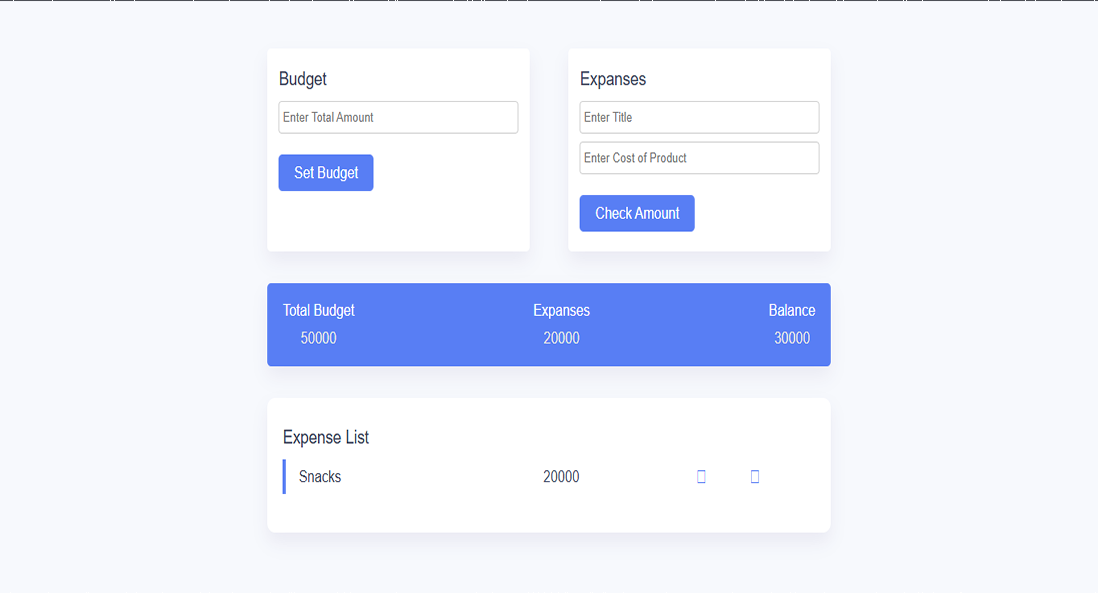 Budget
Enter Total Amount
Set Budget
Expanses
Enter Title
Enter Cost of Product
Check Amount
Total Budget Expanses Balance
50000 20000 30000
Expense List
Snacks 20000